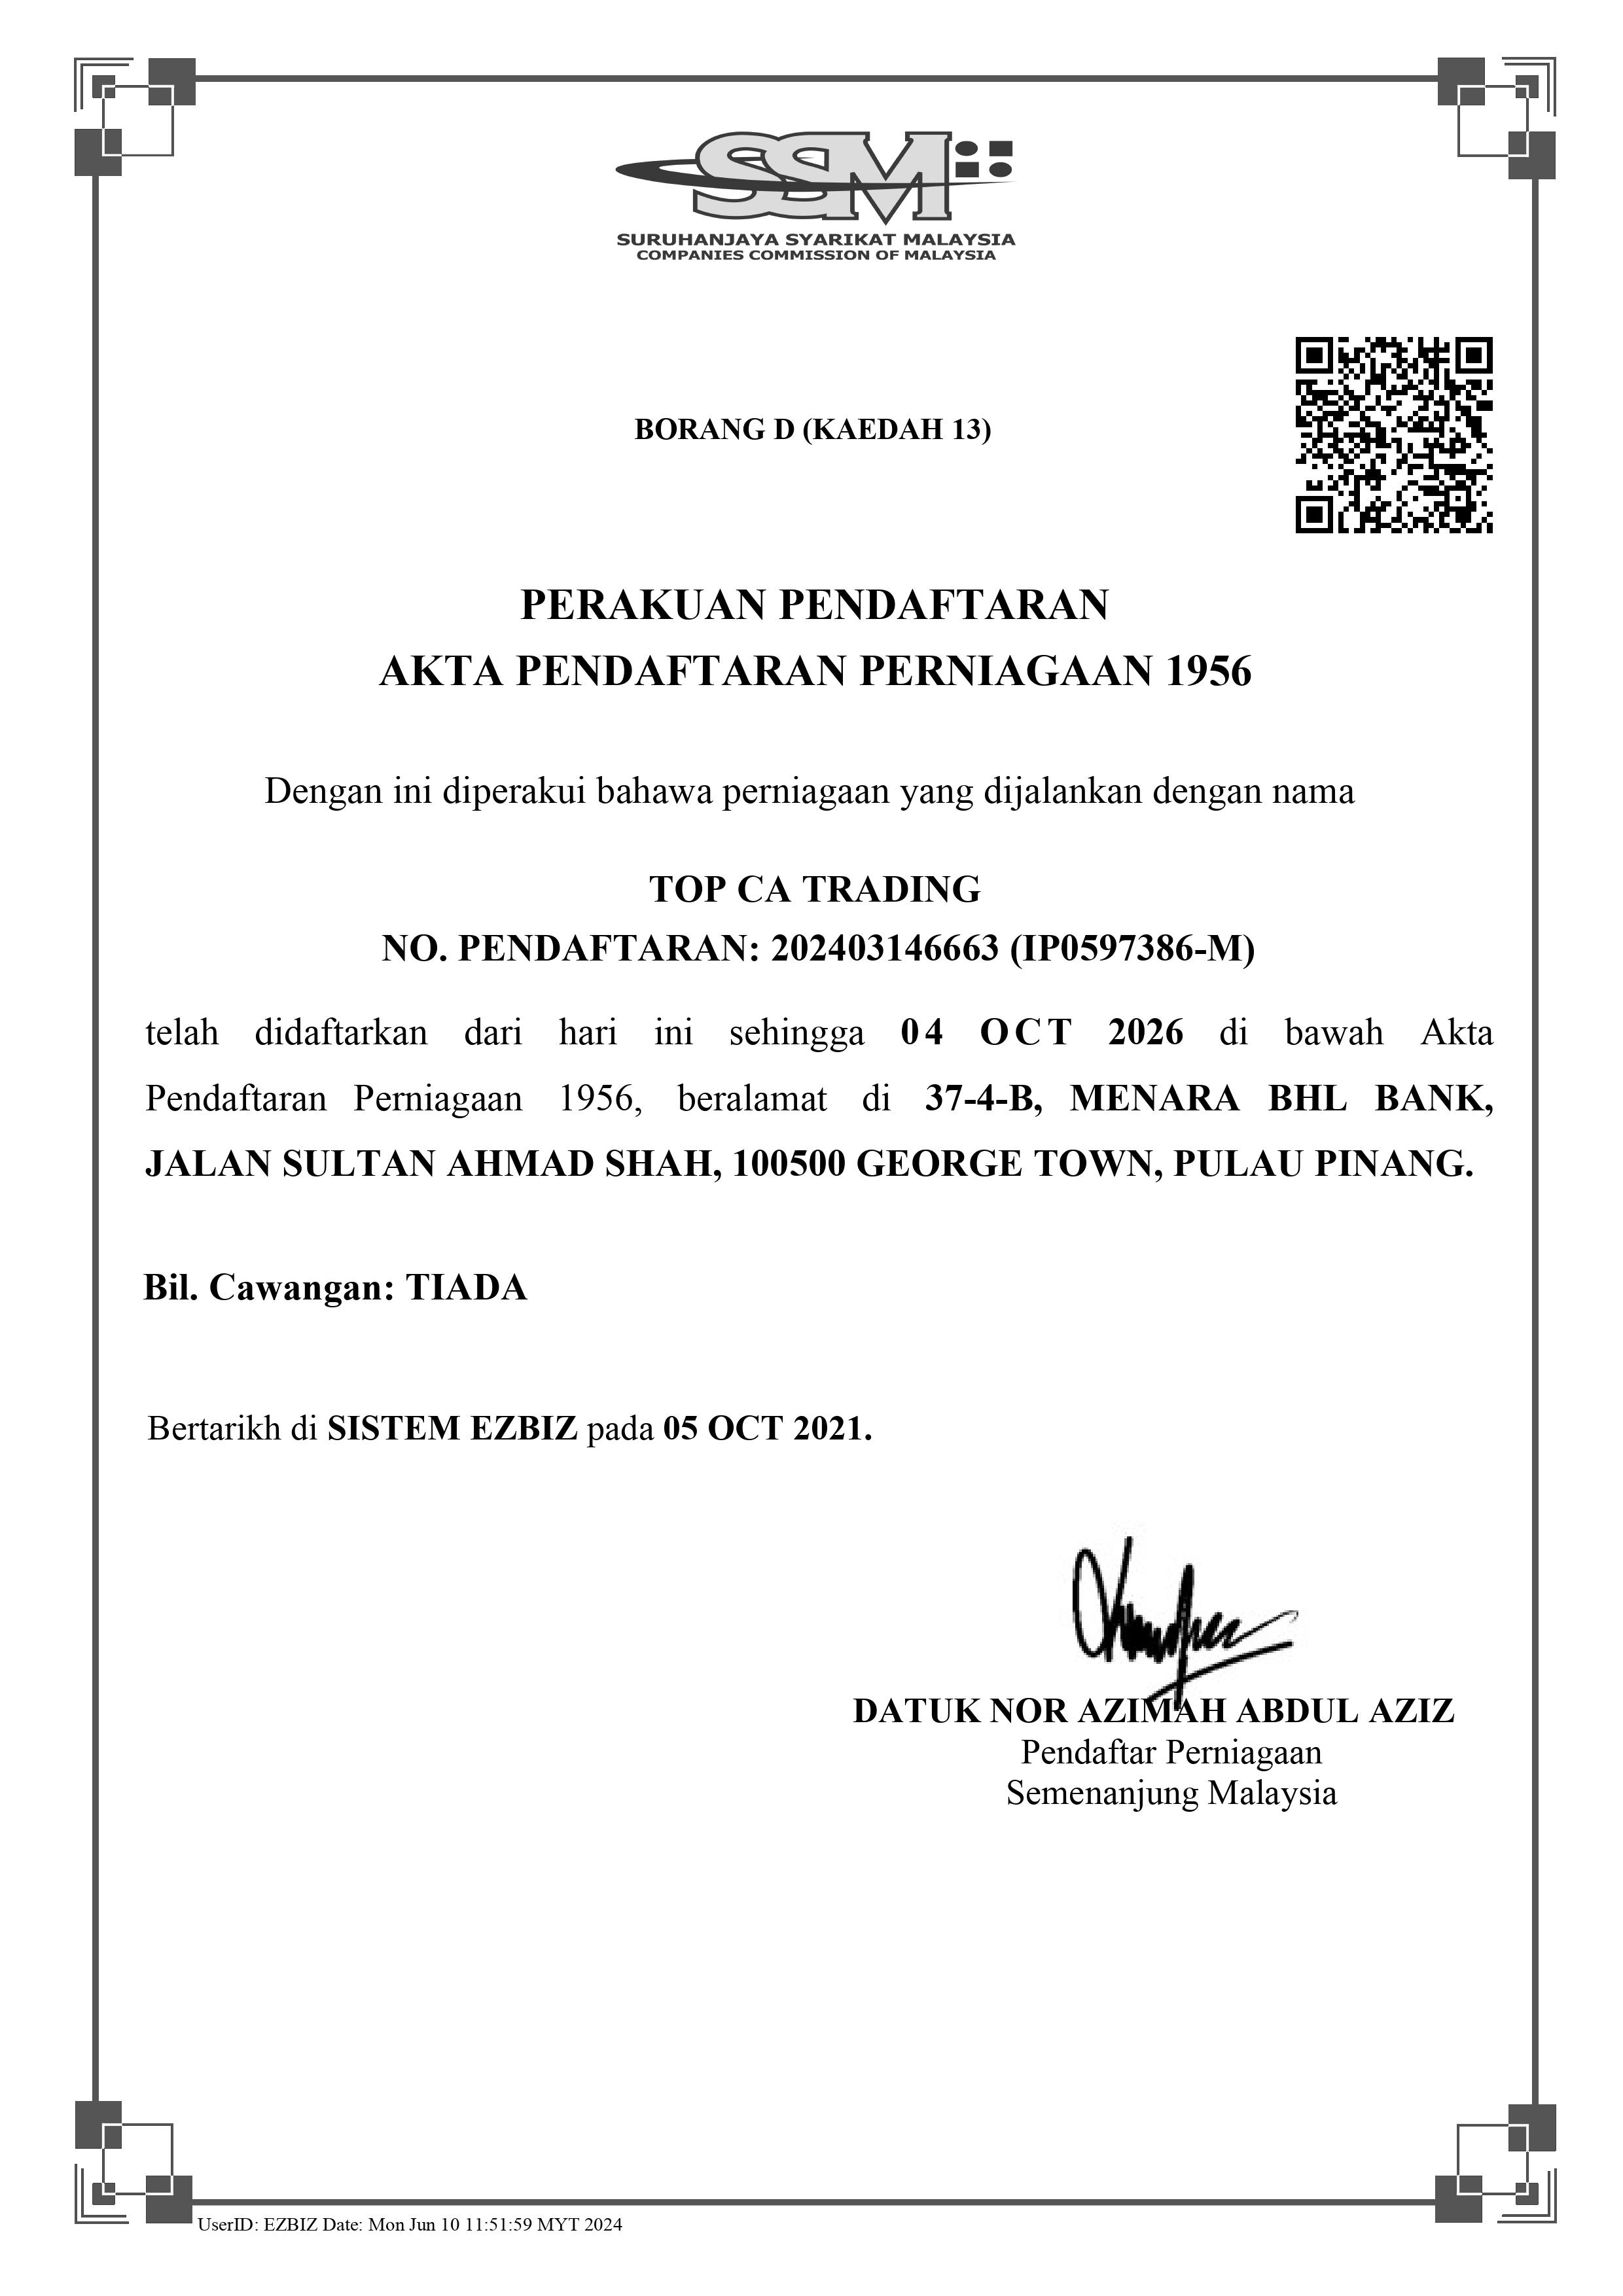 SSM
SURUHANJAYA SYARIKAT MALAYSIA
COMPANIES COMMISSION OF MALAYSIA
BORANG D (KAEDAH 13)
PERAKUAN PENDAFTARAN
AKTA PENDAFTARAN PERNIAGAAN 1956
Dengan ini diperakui bahawa perniagaan yang dijalankan dengan nama
TOP CA TRADING
NO. PENDAFTARAN: 202403146663 (IP0597386-M)
telah didaftarkan dari hari ini sehingga 04 OCT 2026 di bawah Akta
Pendaftaran Perniagaan 1956, beralamat di 37-4-B, MENARA BHL BANK,
JALAN SULTAN AHMAD SHAH, 100500 GEORGE TOWN, PULAU PINANG.
Bil. Cawangan: TIADA
Bertarikh di SISTEM EZBIZ pada 05 OCT 2021.
DATUK NOR AZIMAH ABDUL AZIZ
Pendaftar Perniagaan
Semenanjung Malaysia
UserID: EZBIZ Date: Mon Jun 10 11:51:59 MYT 2024